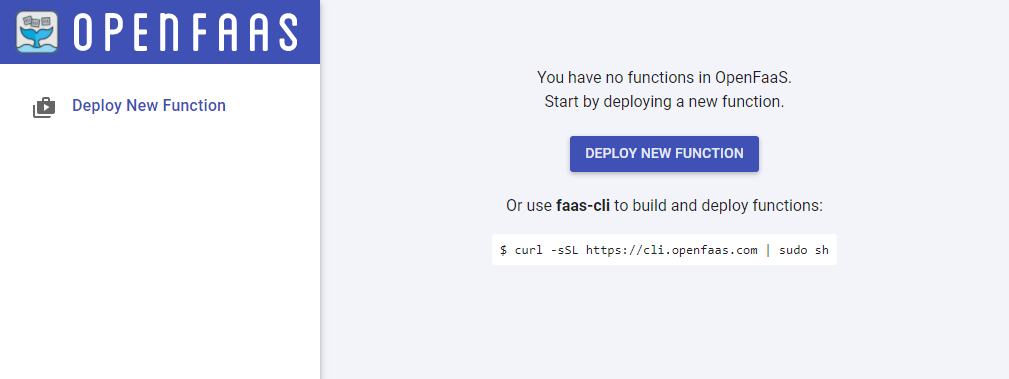 OPENFAAS
Deploy New Function
You have no functions in OpenFaaS.
Start by deploying a new function.
DEPLOY NEW FUNCTION
Or use faas-cli to build and deploy functions:
$ curl -sSL https://cli.openfaas.com | sudo sh